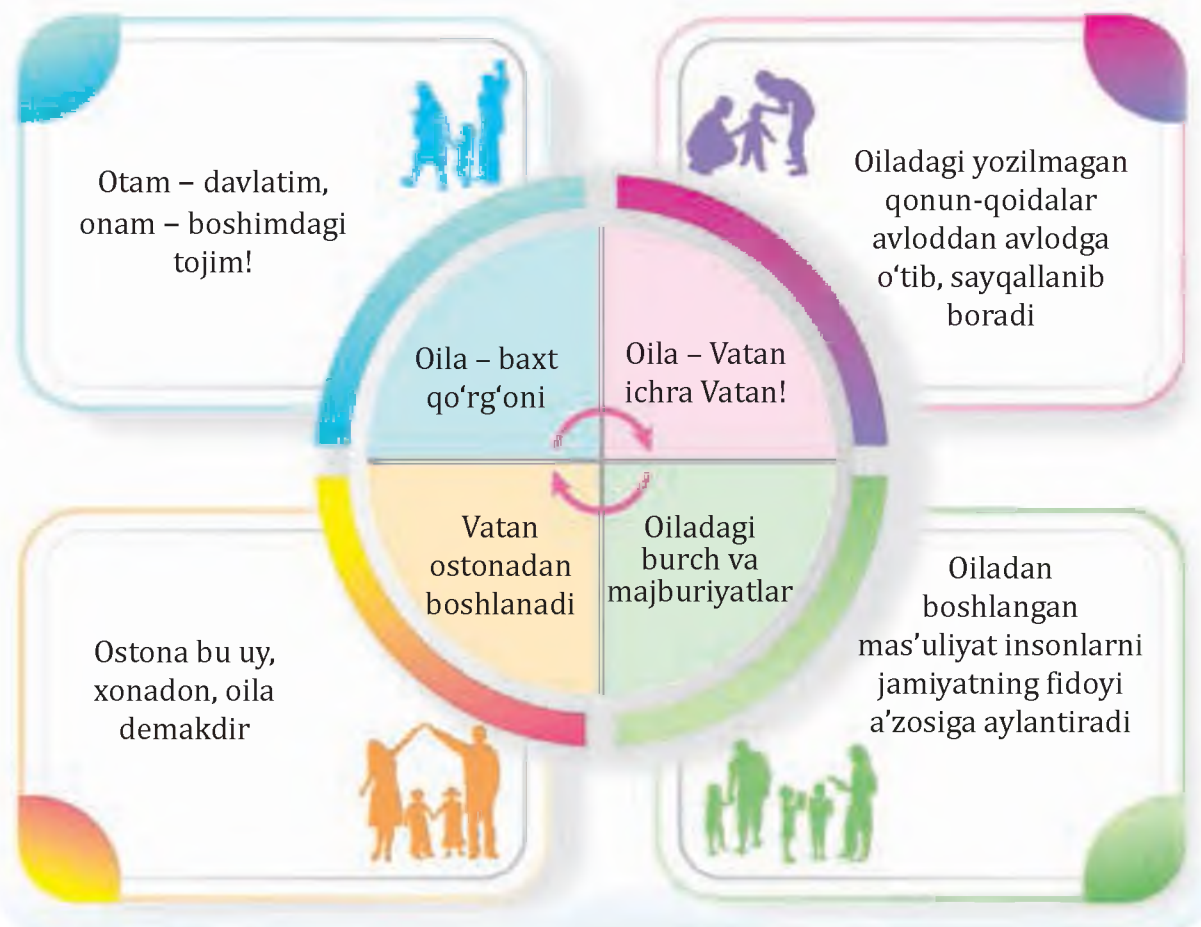 Otam – davlatim,
onam – boshimdagi
tojim!
Oiladagi yozilmagan
qonun-qoidalar
avloddan avlodga
o‘tib, sayqallanib
boradi
Oila – baxt
qo‘rg‘oni
Oila – Vatan
ichra Vatan!
Vatan
ostonadan
boshlanadi
Oiladagi
burch va
majburiyatlar
Ostona bu uy,
xonadon, oila
demakdir
Oiladan
boshlangan
mas’uliyat insonlarni
jamiyatning fidoyi
a’zosiga aylantiradi